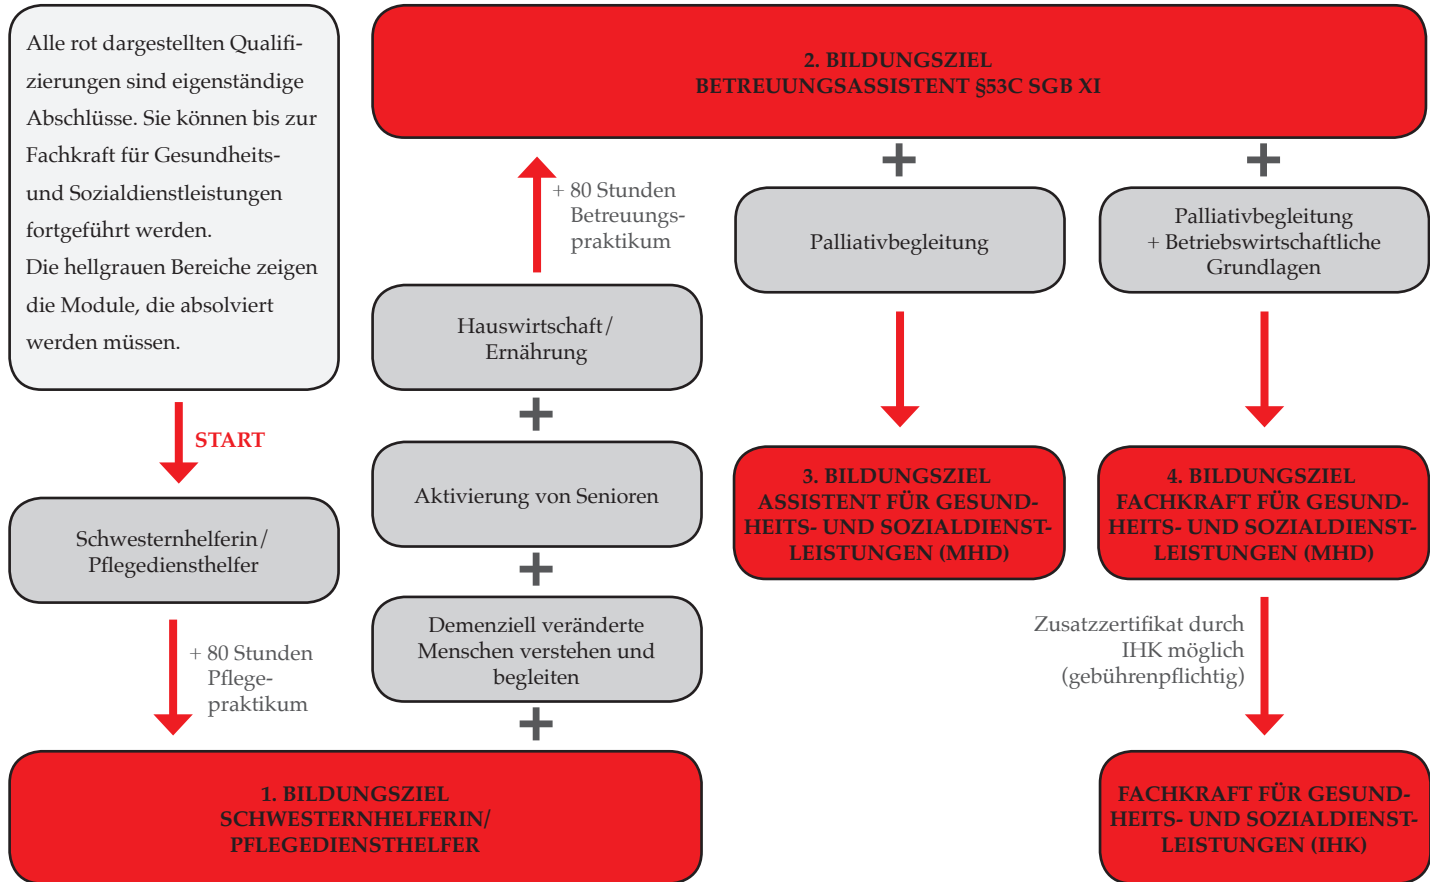 Alle rot dargestellten Qualifi-
zierungen sind eigenständige
Abschlüsse. Sie können bis zur
Fachkraft für Gesundheits-
und Sozialdienstleistungen
fortgeführt werden.
Die hellgrauen Bereiche zeigen
die Module, die absolviert
werden müssen.
START
Schwesternhelferin/
Pflegediensthelfer
+ 80 Stunden
Pflege-
praktikum
1. BILDUNGSZIEL
SCHWESTERNHELFERIN/
PFLEGEDIENSTHELFER
+
Demenziell veränderte
Menschen verstehen und
begleiten
+
Aktivierung von Senioren
+
Hauswirtschaft/
Ernährung
+ 80 Stunden
Betreuungs-
praktikum
2. BILDUNGSZIEL
BETREUUNGSASSISTENT §53C SGB XI
+
Palliativbegleitung
3. BILDUNGSZIEL
ASSISTENT FÜR GESUND-
HEITS- UND SOZIALDIENST-
LEISTUNGEN (MHD)
+
Palliativbegleitung
+ Betriebswirtschaftliche
Grundlagen
4. BILDUNGSZIEL
FACHKRAFT FÜR GESUND-
HEITS- UND SOZIALDIENST-
LEISTUNGEN (MHD)
Zusatzzertifikat durch
IHK möglich
(gebührenpflichtig)
FACHKRAFT FÜR GESUND-
HEITS- UND SOZIALDIENST-
LEISTUNGEN (IHK)